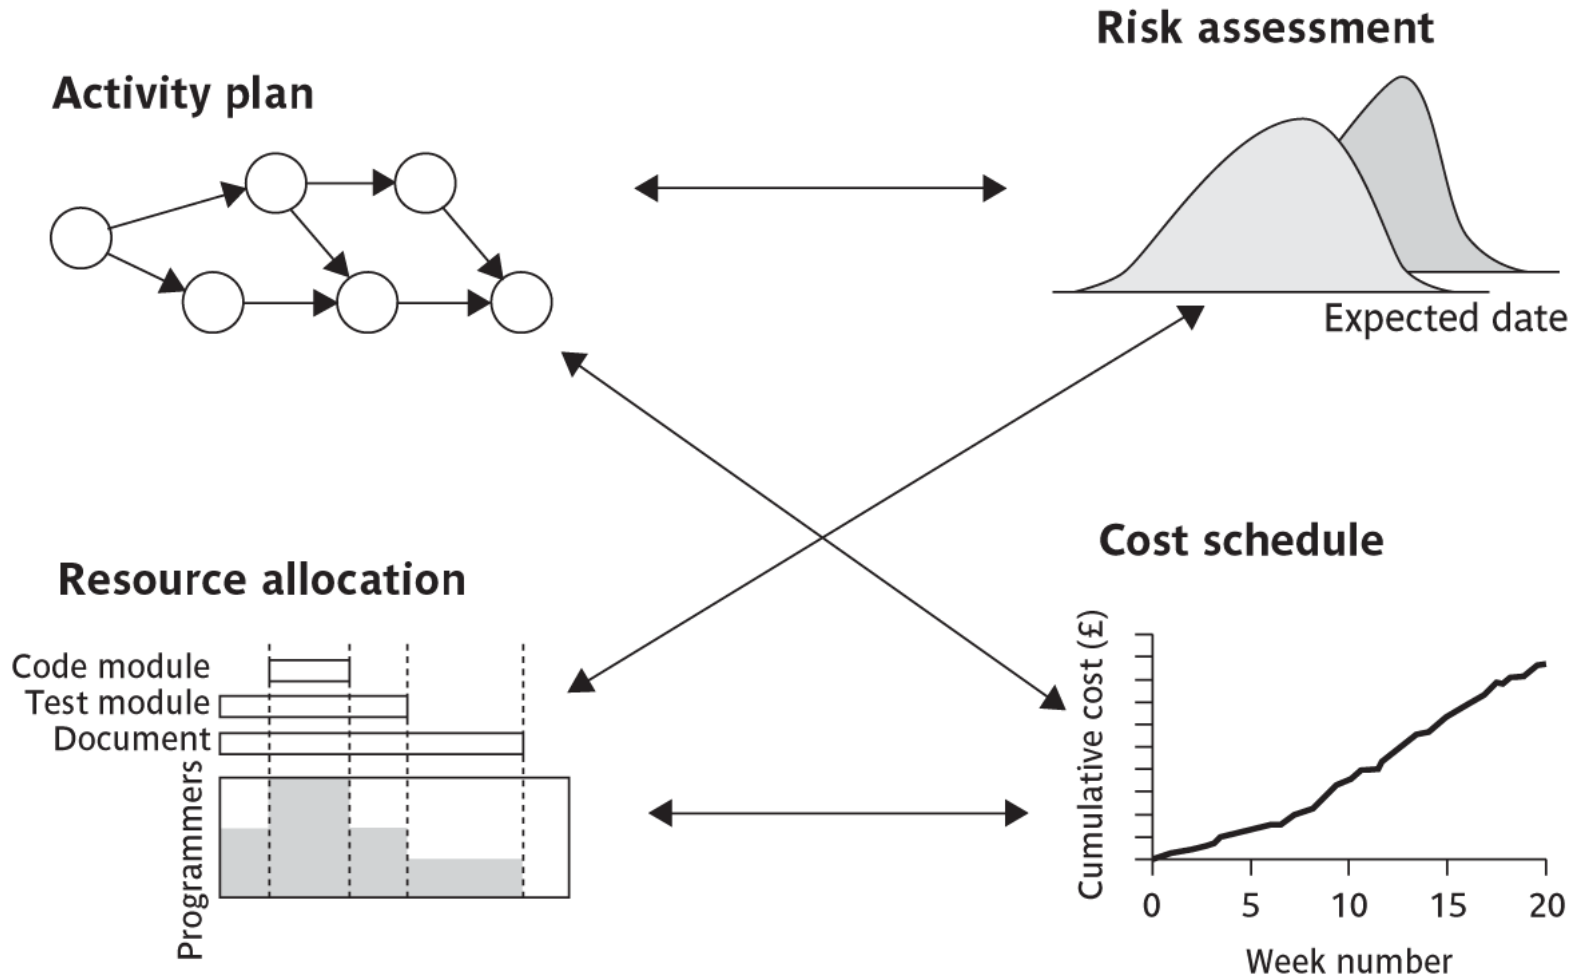 Risk assessment
Activity plan
Expected date
Cost schedule
Resource allocation
Code module
Test module
Document
Programmers
Cumulative cost (£)
0 5 10 15 20
Week number